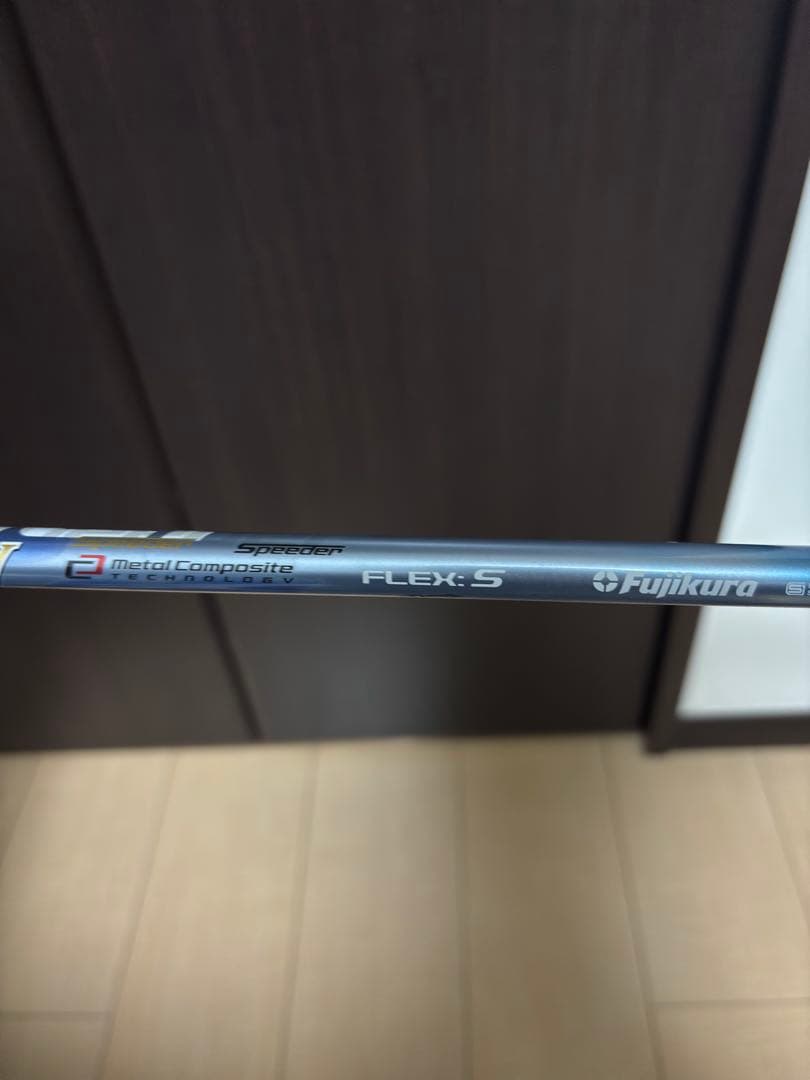 Speeder
Metal Composite
TECHNOLOGY
FLEX: S
Fujikura